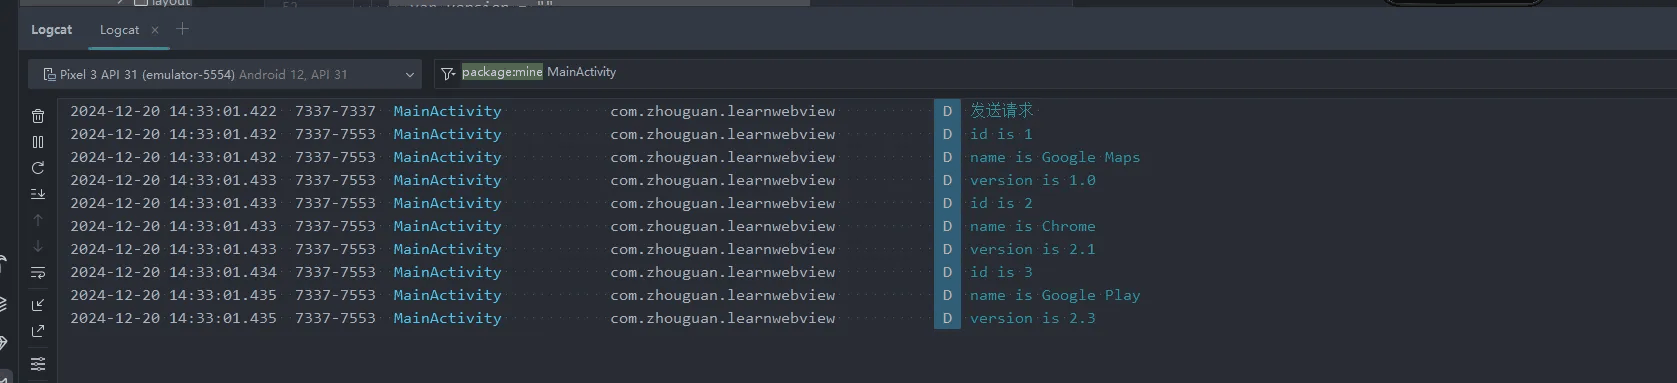 layout
52
var version = ""
Logcat Logcat
Pixel 3 API 31 (emulator-5554) Android 12, API 31 package:mine MainActivity
2024-12-20 14:33:01.422 7337-7337 MainActivity com.zhouguan.learnwebview D 发送请求
2024-12-20 14:33:01.432 7337-7553 MainActivity com.zhouguan.learnwebview D id is 1
2024-12-20 14:33:01.432 7337-7553 MainActivity com.zhouguan.learnwebview D name is Google Maps
2024-12-20 14:33:01.433 7337-7553 MainActivity com.zhouguan.learnwebview D version is 1.0
2024-12-20 14:33:01.433 7337-7553 MainActivity com.zhouguan.learnwebview D id is 2
2024-12-20 14:33:01.433 7337-7553 MainActivity com.zhouguan.learnwebview D name is Chrome
2024-12-20 14:33:01.433 7337-7553 MainActivity com.zhouguan.learnwebview D version is 2.1
2024-12-20 14:33:01.434 7337-7553 MainActivity com.zhouguan.learnwebview D id is 3
2024-12-20 14:33:01.435 7337-7553 MainActivity com.zhouguan.learnwebview D name is Google Play
2024-12-20 14:33:01.435 7337-7553 MainActivity com.zhouguan.learnwebview D version is 2.3